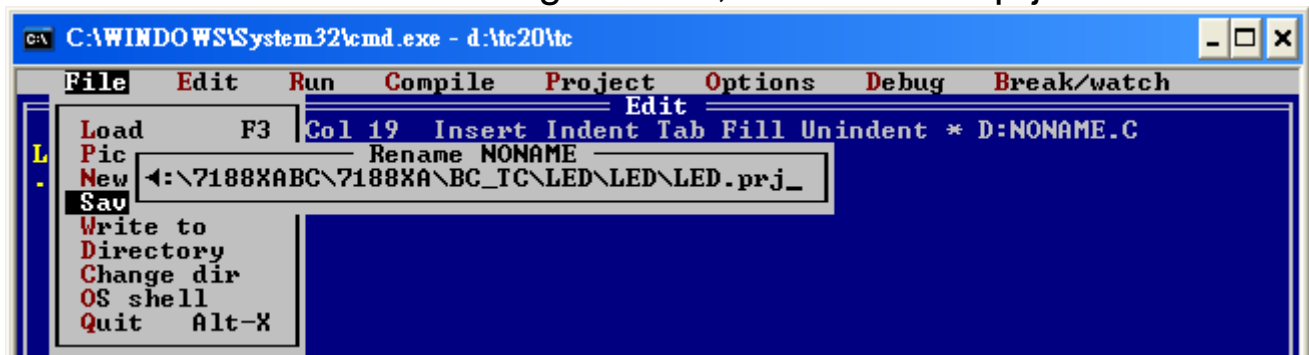 C:\WINDOWS\System32\cmd.exe - d:\tc20\tc
File Edit Run Compile Project Options Debug Break/watch
Edit
Load F3 Col 19 Insert Indent Tab Fill Unindent * D:NONAME.C
L Pic Rename NONAME
- New ◄:\7188XABC\7188XA\BC_TC\LED\LED\LED.prj_
Sav
Write to
Directory
Change dir
OS shell
Quit Alt-X